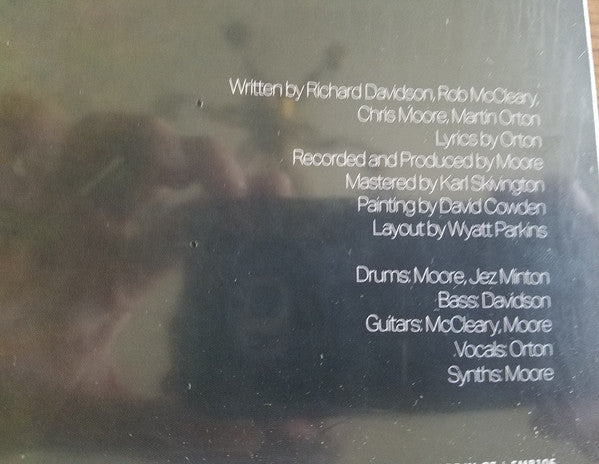 Written by Richard Davidson, Rob McCleary,
Chris Moore, Martin Orton
Lyrics by Orton
Recorded and Produced by Moore
Mastered by Karl Skivington
Painting by David Cowden
Layout by Wyatt Parkins
Drums: Moore, Jez Minton
Bass: Davidson
Guitars: McCleary, Moore
Vocals: Orton
Synths: Moore